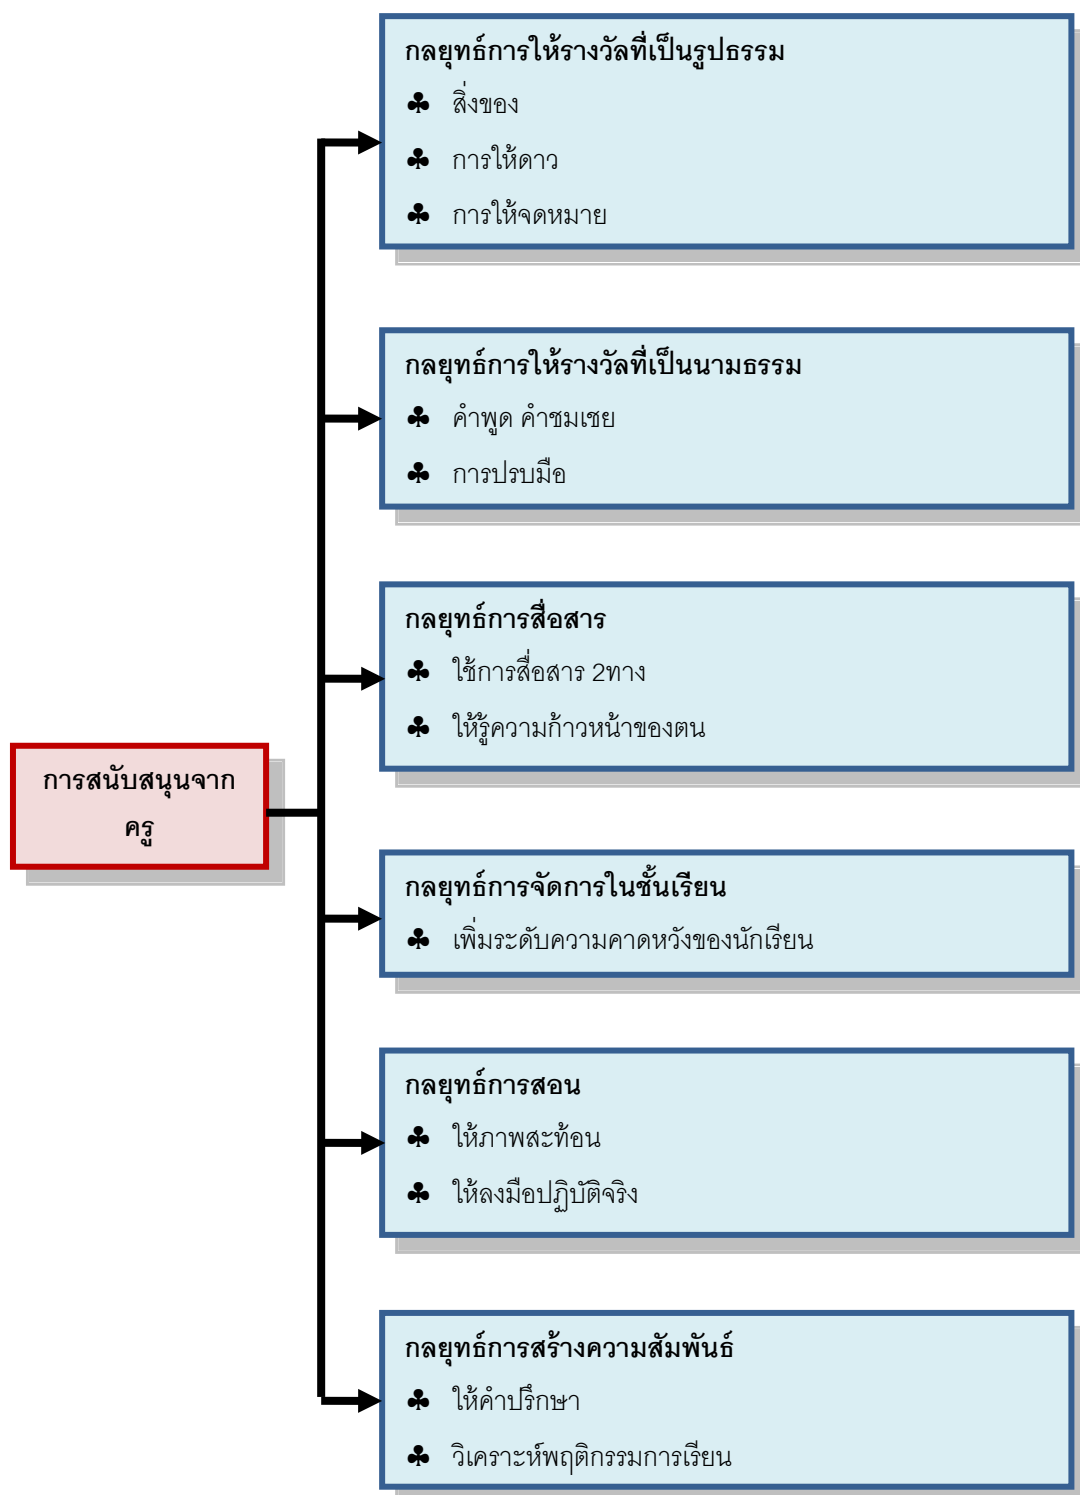 กลยุทธ์การให้รางวัลที่เป็นรูปธรรม
♣ สิ่งของ
♣ การให้ดาว
♣ การให้จดหมาย
กลยุทธ์การให้รางวัลที่เป็นนามธรรม
♣ คำพูด คำชมเชย
♣ การปรบมือ
กลยุทธ์การสื่อสาร
♣ ใช้การสื่อสาร 2ทาง
♣ ให้รู้ความก้าวหน้าของตน
การสนับสนุนจาก
ครู
กลยุทธ์การจัดการในชั้นเรียน
♣ เพิ่มระดับความคาดหวังของนักเรียน
กลยุทธ์การสอน
♣ ให้ภาพสะท้อน
♣ ให้ลงมือปฏิบัติจริง
กลยุทธ์การสร้างความสัมพันธ์
♣ ให้คำปรึกษา
♣ วิเคราะห์พฤติกรรมการเรียน